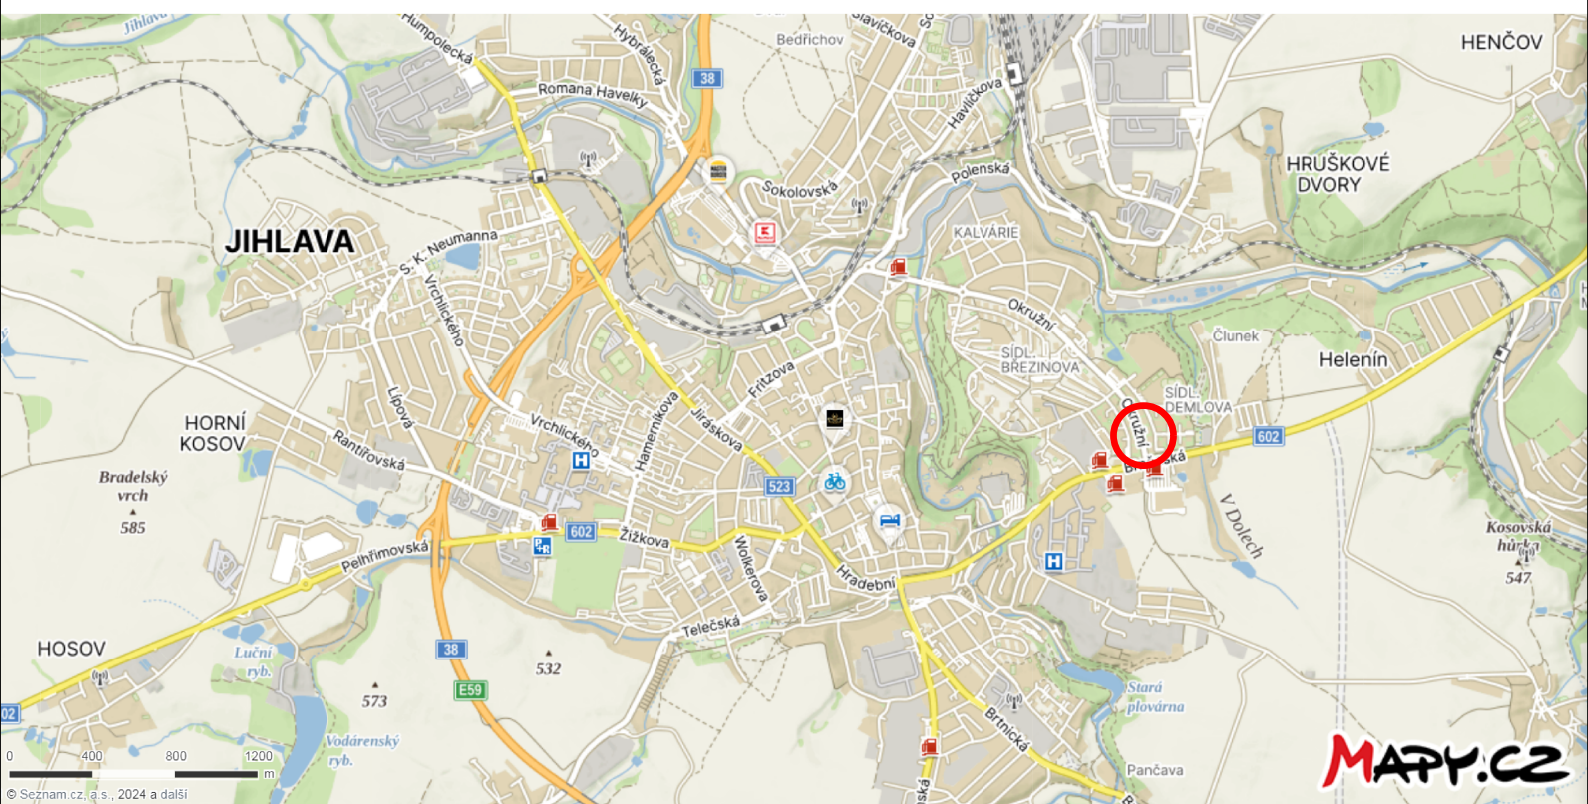 Jihlava
Humpolecká
Hybrálecká
Slavíčkova
Bedřichov
HENČOV
38
Romana Havelky
Havlíčkova
Polenská
HRUŠKOVÉ
DVORY
Sokolovská
KALVÁRIE
JIHLAVA
S. K. Neumanna
Vrchlického
Okružní
Člunek
Helenín
SÍDL.
BŘEZINOVA
Fritzova
SÍDL.
DEMLOVA
Lípová
Hamerníkova
Jiráskova
Okružní
HORNÍ
KOSOV
Rantířovská
Vrchlického
602
H
523
Bradelský
vrch
585
V Dolech
Kosovská
hůrka
547
602
Žižkova
P+R
Pelhřimovská
H
Wolkerova
Hradební
Telečská
HOSOV
Luční
ryb.
38
532
E59
573
Stará
plovárna
02
Brtnická
Vodárenský
ryb.
Pančava
0 400 800 1200
m
MAPY.CZ
© Seznam.cz, a.s., 2024 a další